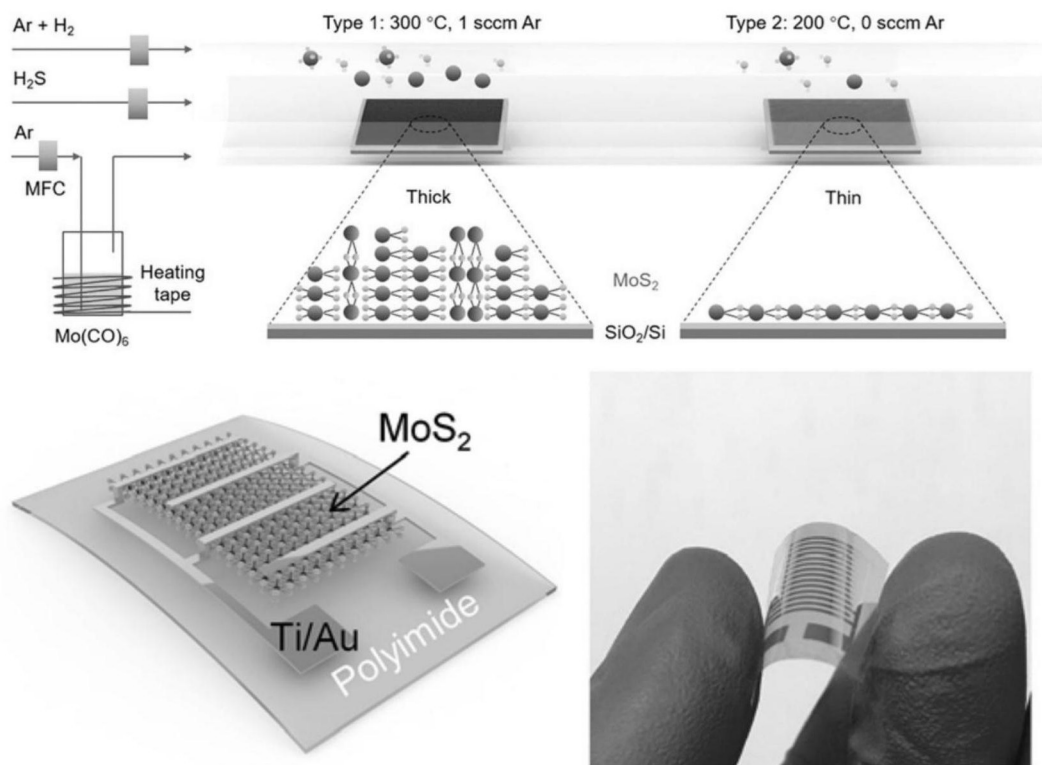 Ar + H₂
Type 1: 300 °C, 1 sccm Ar
Type 2: 200 °C, 0 sccm Ar
H₂S
Ar
MFC
Thick
Thin
Heating
tape
MoS₂
Mo(CO)₆
SiO₂/Si
MoS₂
Ti/Au
Polyimide